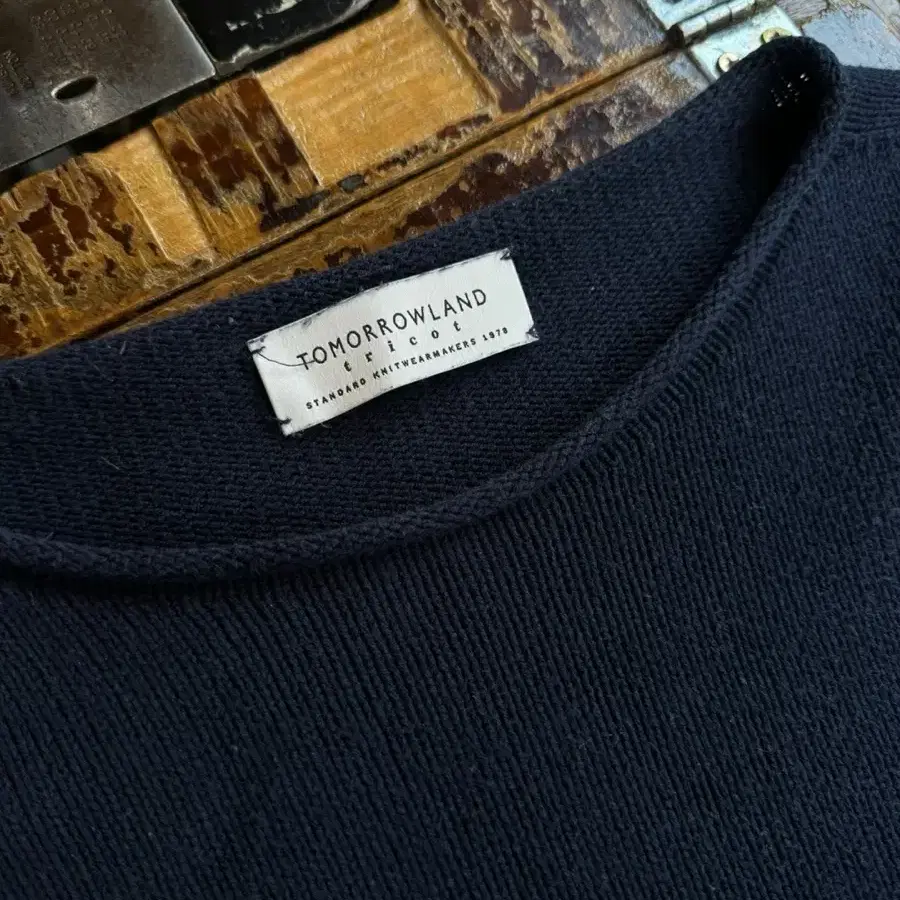 TOMORROWLAND
tricot
STANDARD KNITWEARMAKERS 1978